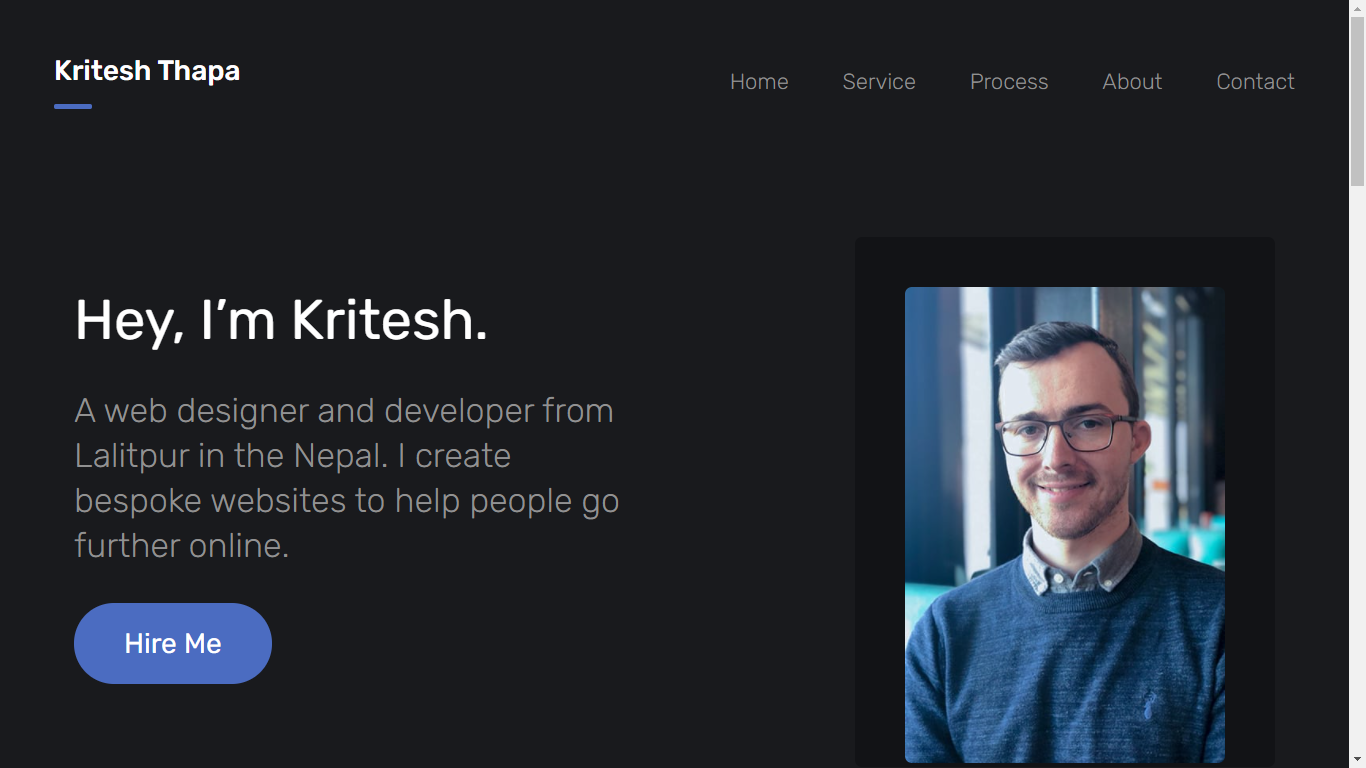 Kritesh Thapa
Home Service Process About Contact
Hey, I’m Kritesh.
A web designer and developer from
Lalitpur in the Nepal. I create
bespoke websites to help people go
further online.
Hire Me